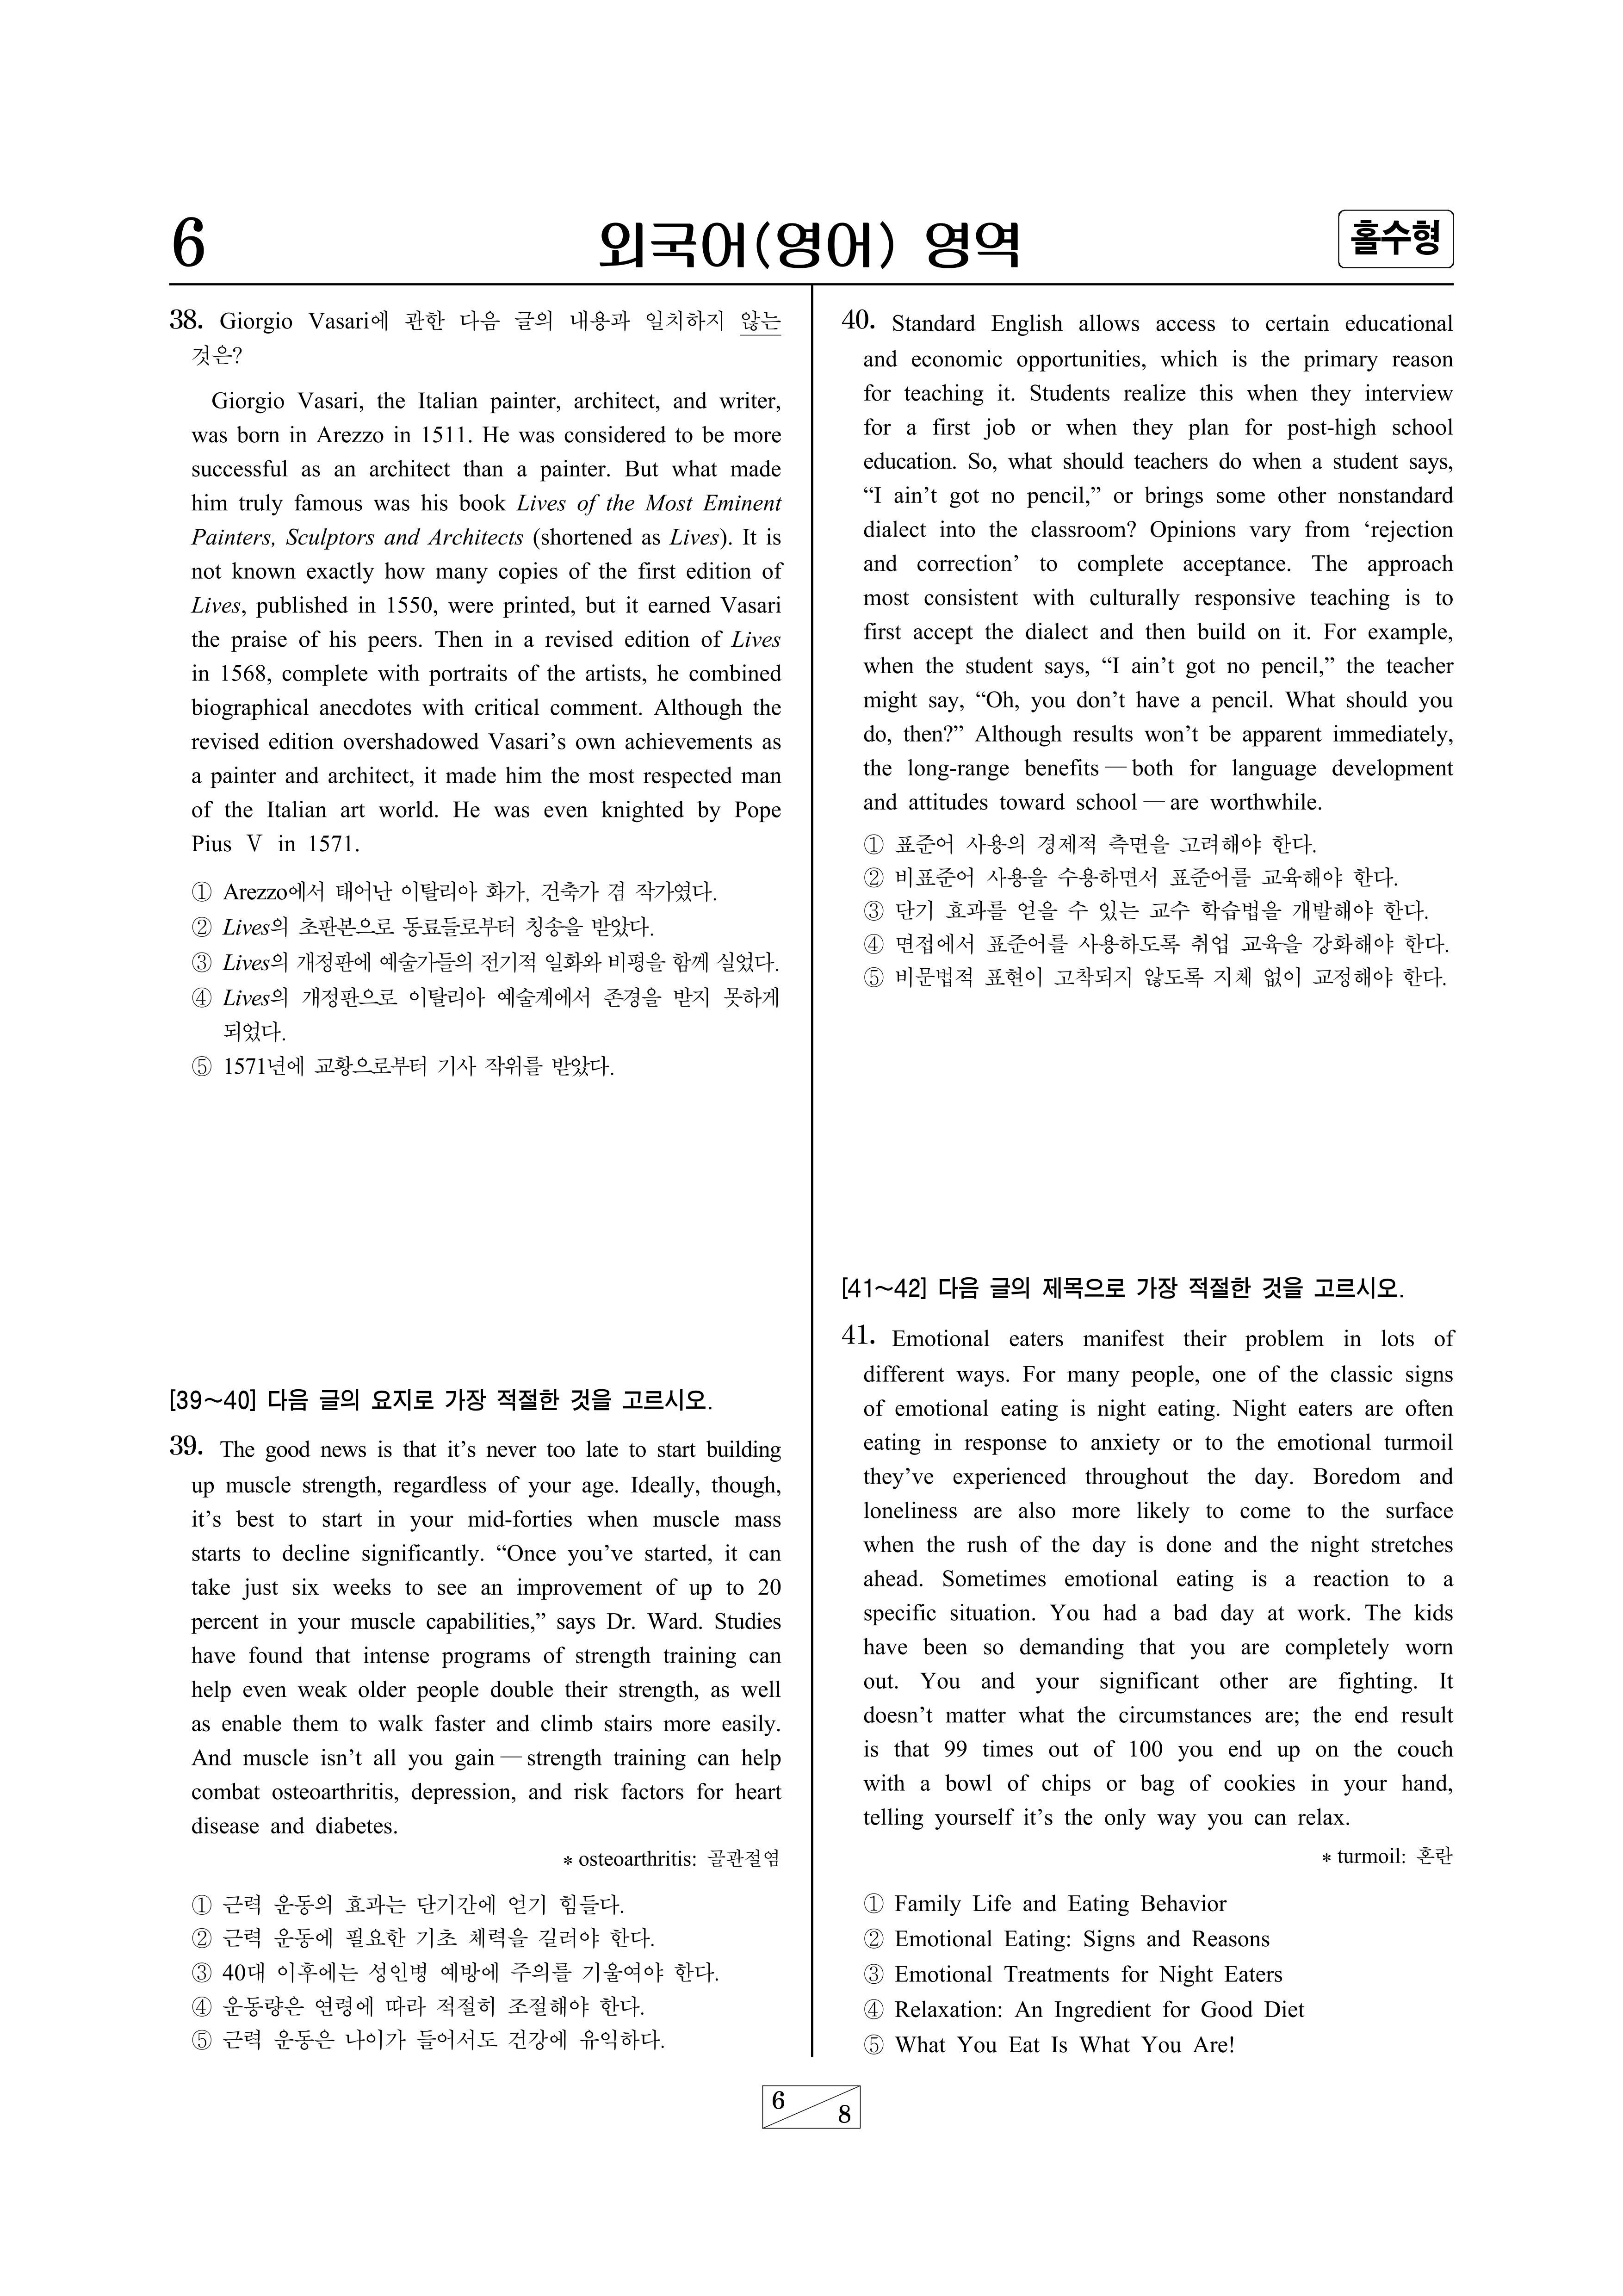 6
외국어(영어) 영역
홀수형
38. Giorgio Vasari에 관한 다음 글의 내용과 일치하지 않는
것은?
Giorgio Vasari, the Italian painter, architect, and writer,
was born in Arezzo in 1511. He was considered to be more
successful as an architect than a painter. But what made
him truly famous was his book Lives of the Most Eminent
Painters, Sculptors and Architects (shortened as Lives). It is
not known exactly how many copies of the first edition of
Lives, published in 1550, were printed, but it earned Vasari
the praise of his peers. Then in a revised edition of Lives
in 1568, complete with portraits of the artists, he combined
biographical anecdotes with critical comment. Although the
revised edition overshadowed Vasari’s own achievements as
a painter and architect, it made him the most respected man
of the Italian art world. He was even knighted by Pope
Pius Ⅴ in 1571.
① Arezzo에서 태어난 이탈리아 화가, 건축가 겸 작가였다.
② Lives의 초판본으로 동료들로부터 칭송을 받았다.
③ Lives의 개정판에 예술가들의 전기적 일화와 비평을 함께 실었다.
④ Lives의 개정판으로 이탈리아 예술계에서 존경을 받지 못하게
되었다.
⑤ 1571년에 교황으로부터 기사 작위를 받았다.
[39～40] 다음 글의 요지로 가장 적절한 것을 고르시오.
39. The good news is that it’s never too late to start building
up muscle strength, regardless of your age. Ideally, though,
it’s best to start in your mid-forties when muscle mass
starts to decline significantly. “Once you’ve started, it can
take just six weeks to see an improvement of up to 20
percent in your muscle capabilities,” says Dr. Ward. Studies
have found that intense programs of strength training can
help even weak older people double their strength, as well
as enable them to walk faster and climb stairs more easily.
And muscle isn’t all you gain — strength training can help
combat osteoarthritis, depression, and risk factors for heart
disease and diabetes.
* osteoarthritis: 골관절염
① 근력 운동의 효과는 단기간에 얻기 힘들다.
② 근력 운동에 필요한 기초 체력을 길러야 한다.
③ 40대 이후에는 성인병 예방에 주의를 기울여야 한다.
④ 운동량은 연령에 따라 적절히 조절해야 한다.
⑤ 근력 운동은 나이가 들어서도 건강에 유익하다.
40. Standard English allows access to certain educational
and economic opportunities, which is the primary reason
for teaching it. Students realize this when they interview
for a first job or when they plan for post-high school
education. So, what should teachers do when a student says,
“I ain’t got no pencil,” or brings some other nonstandard
dialect into the classroom? Opinions vary from ‘rejection
and correction’ to complete acceptance. The approach
most consistent with culturally responsive teaching is to
first accept the dialect and then build on it. For example,
when the student says, “I ain’t got no pencil,” the teacher
might say, “Oh, you don’t have a pencil. What should you
do, then?” Although results won’t be apparent immediately,
the long-range benefits — both for language development
and attitudes toward school — are worthwhile.
① 표준어 사용의 경제적 측면을 고려해야 한다.
② 비표준어 사용을 수용하면서 표준어를 교육해야 한다.
③ 단기 효과를 얻을 수 있는 교수 학습법을 개발해야 한다.
④ 면접에서 표준어를 사용하도록 취업 교육을 강화해야 한다.
⑤ 비문법적 표현이 고착되지 않도록 지체 없이 교정해야 한다.
[41～42] 다음 글의 제목으로 가장 적절한 것을 고르시오.
41. Emotional eaters manifest their problem in lots of
different ways. For many people, one of the classic signs
of emotional eating is night eating. Night eaters are often
eating in response to anxiety or to the emotional turmoil
they’ve experienced throughout the day. Boredom and
loneliness are also more likely to come to the surface
when the rush of the day is done and the night stretches
ahead. Sometimes emotional eating is a reaction to a
specific situation. You had a bad day at work. The kids
have been so demanding that you are completely worn
out. You and your significant other are fighting. It
doesn’t matter what the circumstances are; the end result
is that 99 times out of 100 you end up on the couch
with a bowl of chips or bag of cookies in your hand,
telling yourself it’s the only way you can relax.
* turmoil: 혼란
① Family Life and Eating Behavior
② Emotional Eating: Signs and Reasons
③ Emotional Treatments for Night Eaters
④ Relaxation: An Ingredient for Good Diet
⑤ What You Eat Is What You Are!
6
8